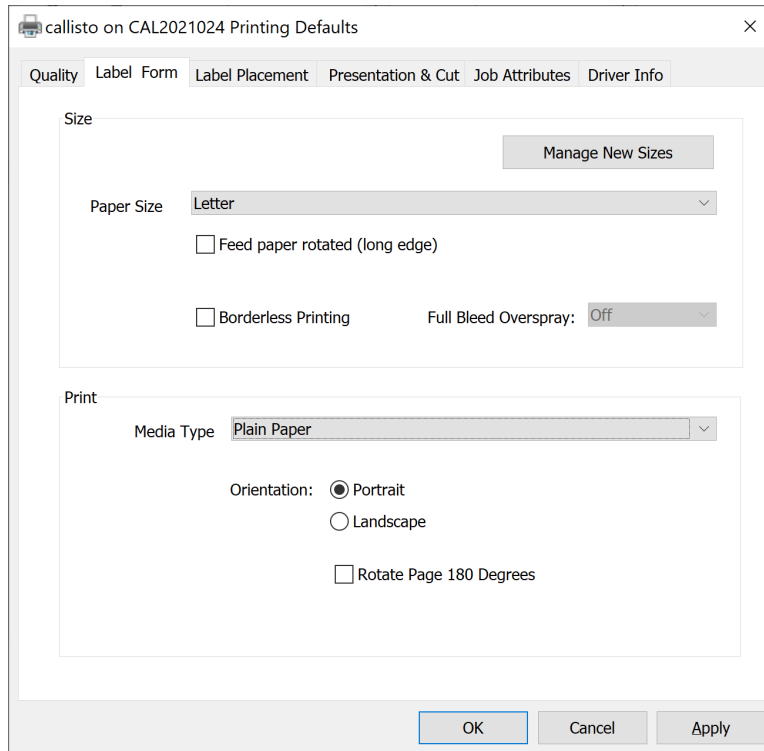 callisto on CAL2021024 Printing Defaults
Quality Label Form Label Placement Presentation & Cut Job Attributes Driver Info
Size
Manage New Sizes
Paper Size Letter
Feed paper rotated (long edge)
Borderless Printing Full Bleed Overspray: Off
Print
Media Type Plain Paper
Orientation: Portrait
Landscape
Rotate Page 180 Degrees
OK Cancel Apply